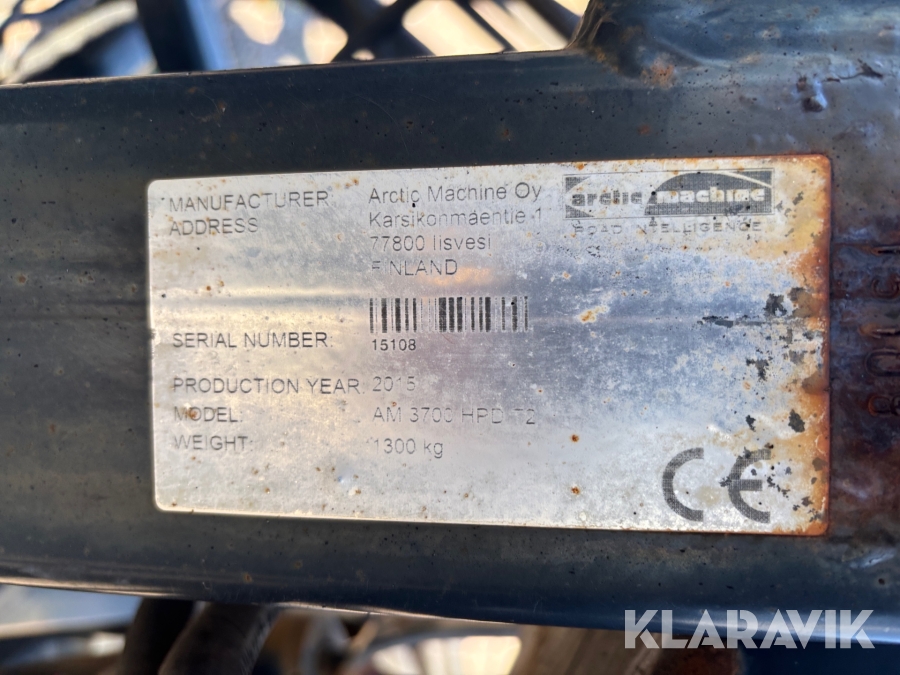 MANUFACTURER: Arctic Machine Oy
ADDRESS Karsikonmäentie 1
77800 Iisvesi
FINLAND
arctic machine
ROAD INTELLIGENCE
SERIAL NUMBER: 15108
PRODUCTION YEAR: 2015
MODEL: AM 3700 HPD T2
WEIGHT: 1300 kg
CE
15108
KLARAVIK